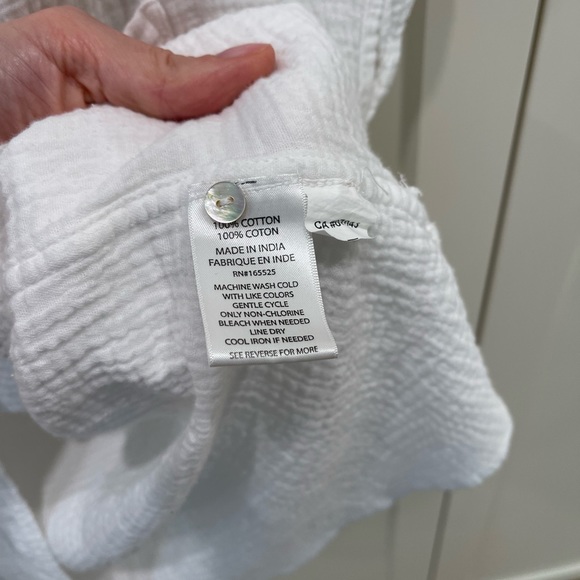 100% COTTON
100% COTON
MADE IN INDIA
FABRIQUE EN INDE
RN#165525
MACHINE WASH COLD
WITH LIKE COLORS
GENTLE CYCLE
ONLY NON-CHLORINE
BLEACH WHEN NEEDED
LINE DRY
COOL IRON IF NEEDED
SEE REVERSE FOR MORE